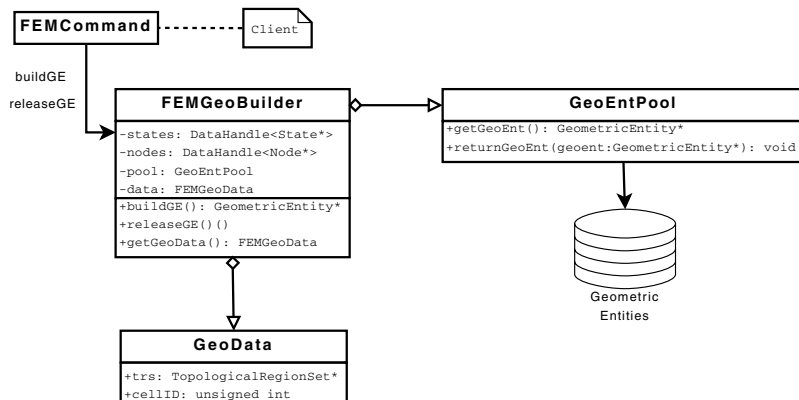 FEMCommand
Client
buildGE
releaseGE
FEMGeoBuilder
-states: DataHandle<State*>
-nodes: DataHandle<Node*>
-pool: GeoEntPool
-data: FEMGeoData
+buildGE(): GeometricEntity*
+releaseGE()()
+getGeoData(): FEMGeoData
GeoEntPool
+getGeoEnt(): GeometricEntity*
+returnGeoEnt(geoent:GeometricEntity*): void
Geometric
Entities
GeoData
+trs: TopologicalRegionSet*
+cellID: unsigned int